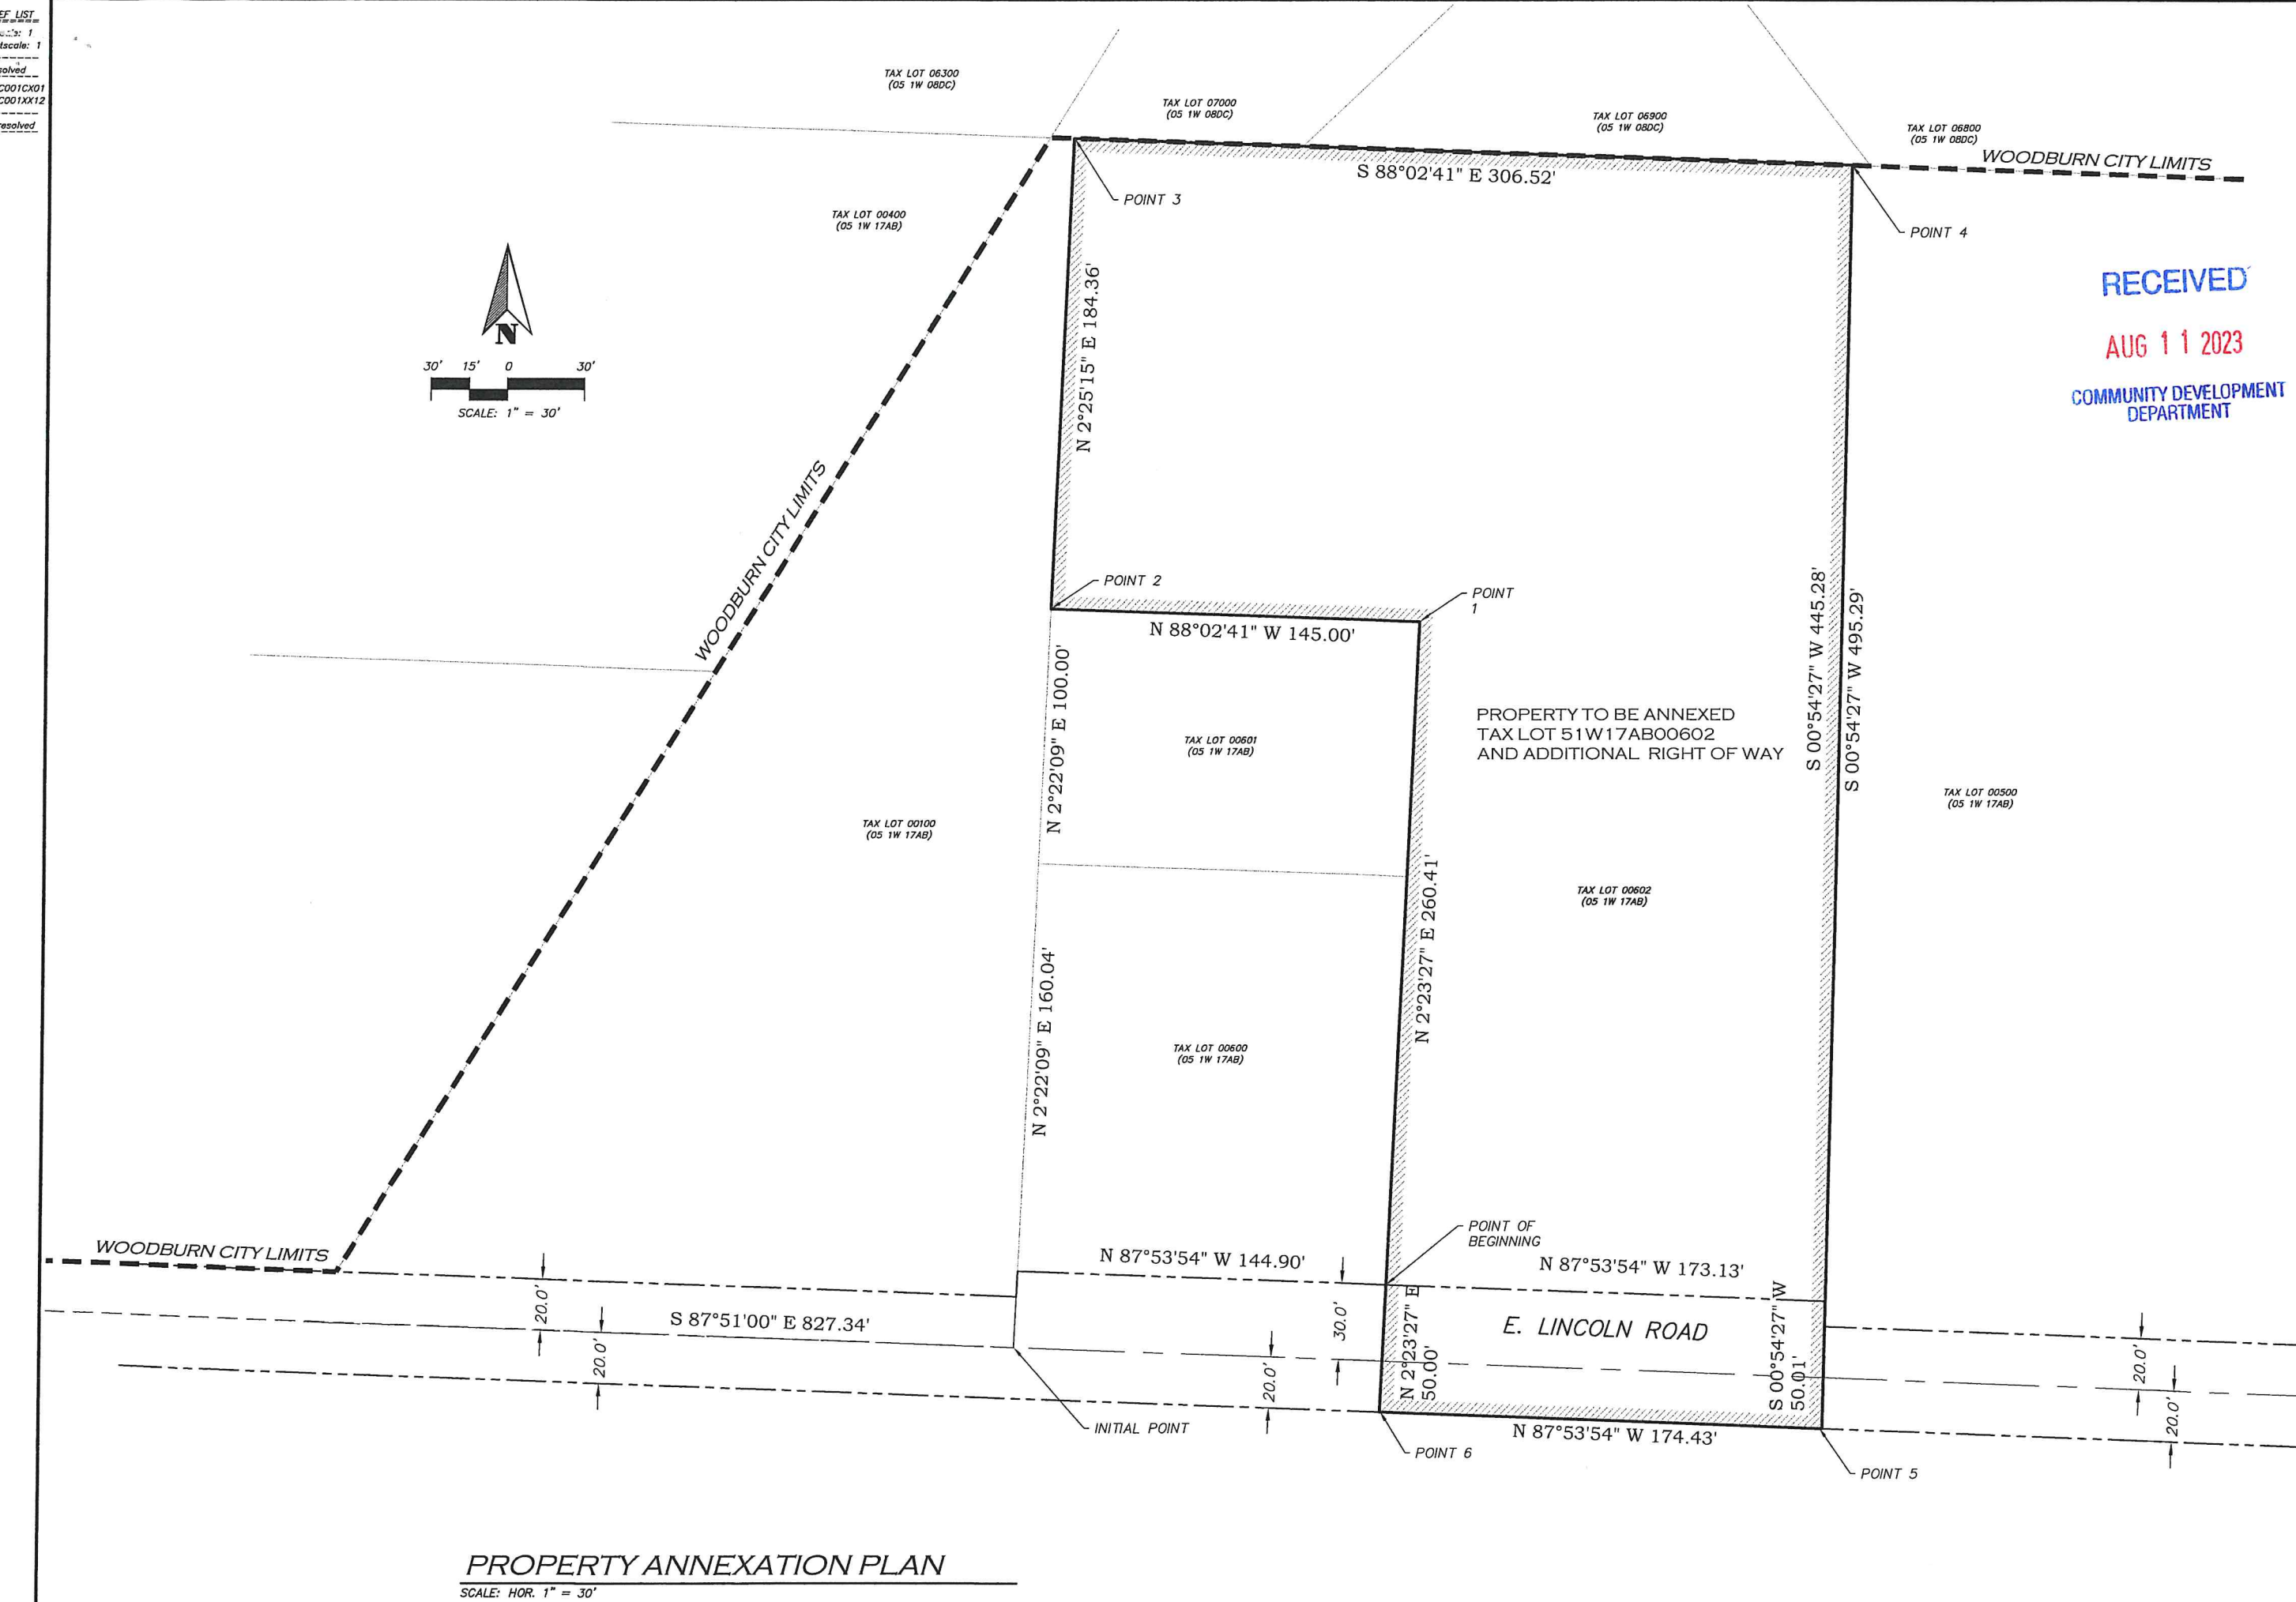 EF LIST
tscale: 1
solved
C001CX01
C001XX12
resolved
TAX LOT 06300
(05 1W 08DC)
TAX LOT 07000
(05 1W 08DC)
TAX LOT 06900
(05 1W 08DC)
TAX LOT 06800
(05 1W 08DC)
WOODBURN CITY LIMITS
S 88°02'41" E 306.52'
POINT 3
POINT 4
TAX LOT 00400
(05 1W 17AB)
RECEIVED
AUG 11 2023
COMMUNITY DEVELOPMENT
DEPARTMENT
N
30' 15' 0 30'
SCALE: 1" = 30'
N 2°25'15" E 184.36'
WOODBURN CITY LIMITS
POINT 2
POINT
1
N 88°02'41" W 145.00'
S 00°54'27" W 445.28'
S 00°54'27" W 495.29'
N 2°22'09" E 100.00'
PROPERTY TO BE ANNEXED
TAX LOT 51W17AB00602
AND ADDITIONAL RIGHT OF WAY
TAX LOT 00601
(05 1W 17AB)
TAX LOT 00500
(05 1W 17AB)
TAX LOT 00100
(05 1W 17AB)
TAX LOT 00602
(05 1W 17AB)
N 2°23'27" E 260.41'
N 2°22'09" E 160.04'
TAX LOT 00600
(05 1W 17AB)
POINT OF
BEGINNING
WOODBURN CITY LIMITS
N 87°53'54" W 144.90'
N 87°53'54" W 173.13'
20.0'
20.0'
S 87°51'00" E 827.34'
30.0'
20.0'
N 2°23'27" E
50.00'
E. LINCOLN ROAD
S 00°54'27" W
50.01'
20.0'
20.0'
INITIAL POINT
N 87°53'54" W 174.43'
POINT 6
POINT 5
PROPERTY ANNEXATION PLAN
SCALE: HOR. 1" = 30'